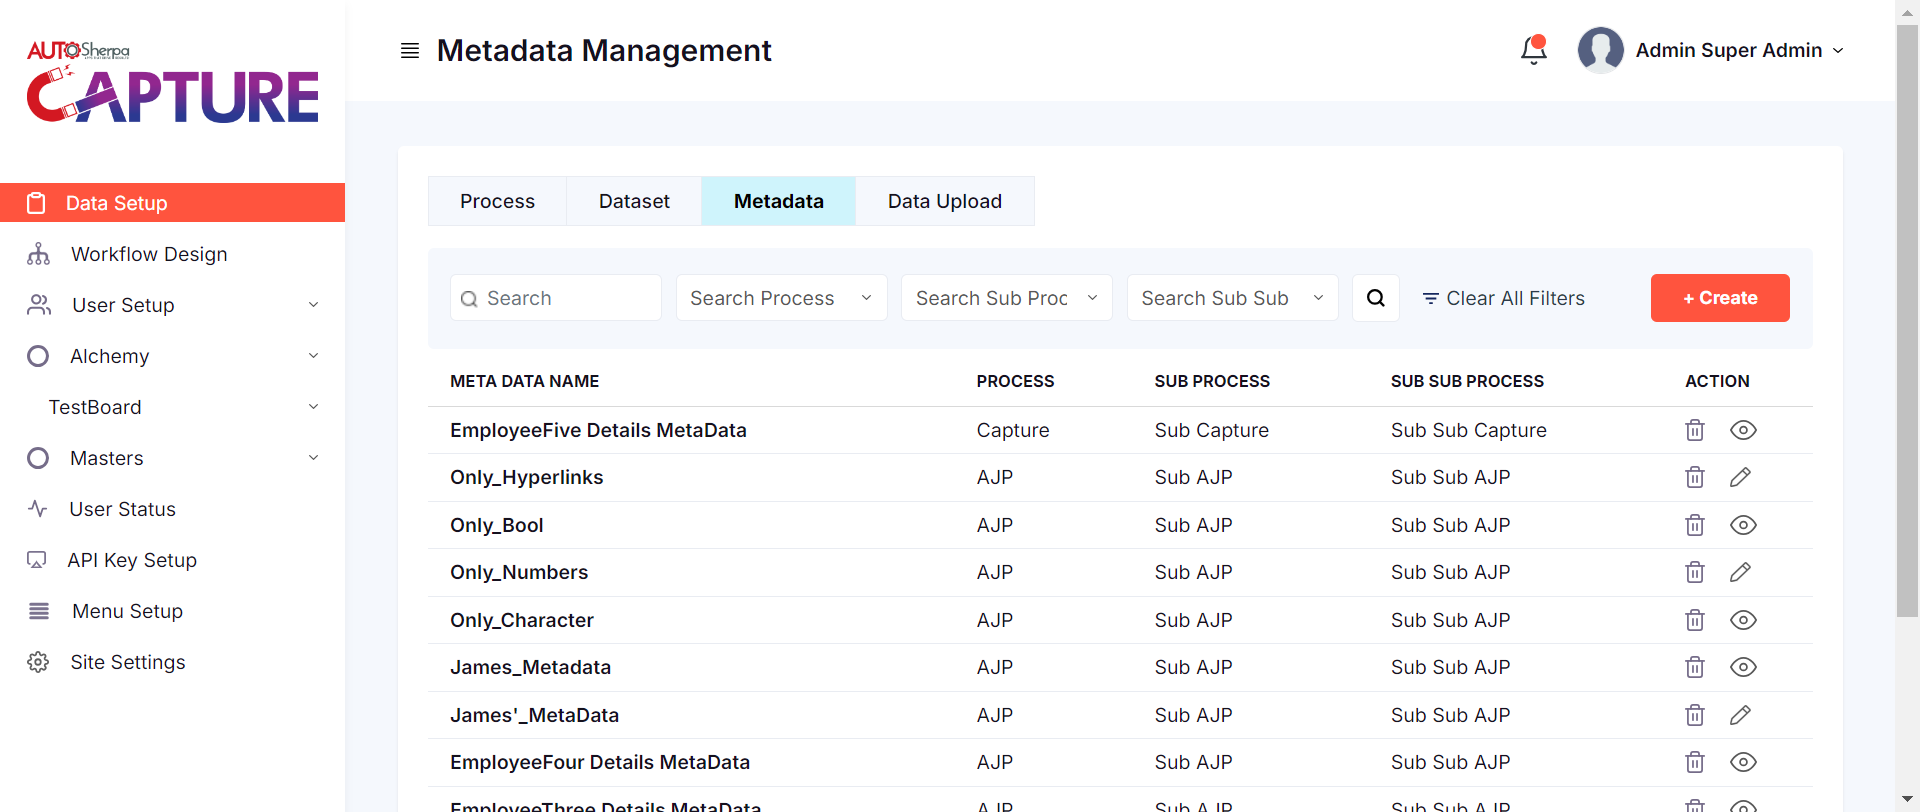 AUTOSherpa
CAPTURE
Metadata Management
Admin Super Admin
Data Setup
Workflow Design
User Setup
Alchemy
TestBoard
Masters
User Status
API Key Setup
Menu Setup
Site Settings
Process Dataset Metadata Data Upload
Search Search Process Search Sub Proc Search Sub Sub Clear All Filters + Create
META DATA NAME PROCESS SUB PROCESS SUB SUB PROCESS ACTION
EmployeeFive Details MetaData Capture Sub Capture Sub Sub Capture
Only_Hyperlinks AJP Sub AJP Sub Sub AJP
Only_Bool AJP Sub AJP Sub Sub AJP
Only_Numbers AJP Sub AJP Sub Sub AJP
Only_Character AJP Sub AJP Sub Sub AJP
James_Metadata AJP Sub AJP Sub Sub AJP
James'_MetaData AJP Sub AJP Sub Sub AJP
EmployeeFour Details MetaData AJP Sub AJP Sub Sub AJP
EmployeeThree Details MetaData AJP Sub AJP Sub Sub AJP